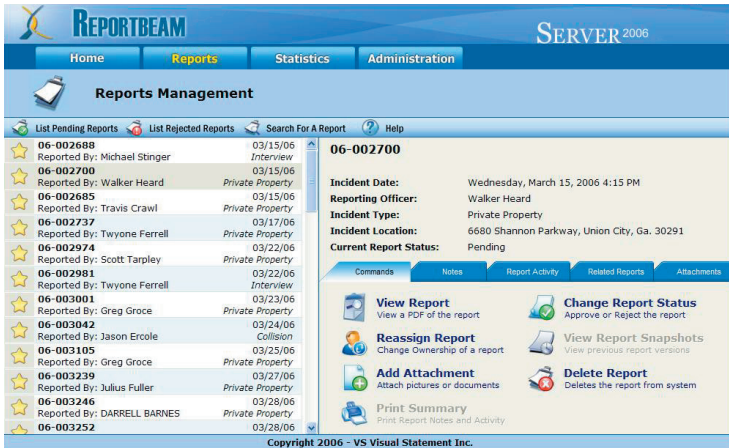 REPORTBEAM
SERVER 2006
Home Reports Statistics Administration
Reports Management
List Pending Reports List Rejected Reports Search For A Report Help
06-002688 03/15/06
Reported By: Michael Stinger Interview
06-002700 03/15/06
Reported By: Walker Heard Private Property
06-002685 03/15/06
Reported By: Travis Crawl Private Property
06-002737 03/17/06
Reported By: Twyone Ferrell Private Property
06-002974 03/22/06
Reported By: Scott Tarpley Private Property
06-002981 03/22/06
Reported By: Twyone Ferrell Interview
06-003001 03/23/06
Reported By: Greg Groce Private Property
06-003042 03/24/06
Reported By: Jason Ercole Collision
06-003105 03/25/06
Reported By: Greg Groce Private Property
06-003239 03/27/06
Reported By: Julius Fuller Private Property
06-003246 03/28/06
Reported By: DARRELL BARNES Private Property
06-003252 03/28/06
06-002700
Incident Date: Wednesday, March 15, 2006 4:15 PM
Reporting Officer: Walker Heard
Incident Type: Private Property
Incident Location: 6680 Shannon Parkway, Union City, Ga. 30291
Current Report Status: Pending
Commands Notes Report Activity Related Reports Attachments
View Report
View a PDF of the report
Change Report Status
Approve or Reject the report
Reassign Report
Change Ownership of a report
View Report Snapshots
View previous report versions
Add Attachment
Attach pictures or documents
Delete Report
Deletes the report from system
Print Summary
Print Report Notes and Activity
Copyright 2006 - VS Visual Statement Inc.